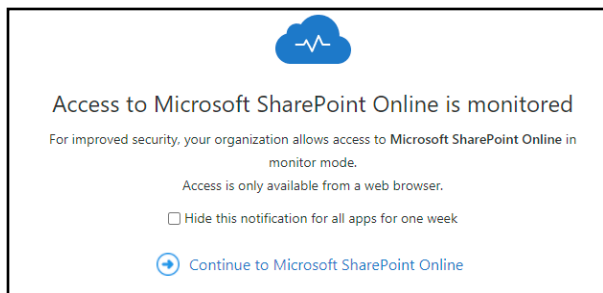 Access to Microsoft SharePoint Online is monitored
For improved security, your organization allows access to Microsoft SharePoint Online in
monitor mode.
Access is only available from a web browser.
Hide this notification for all apps for one week
Continue to Microsoft SharePoint Online